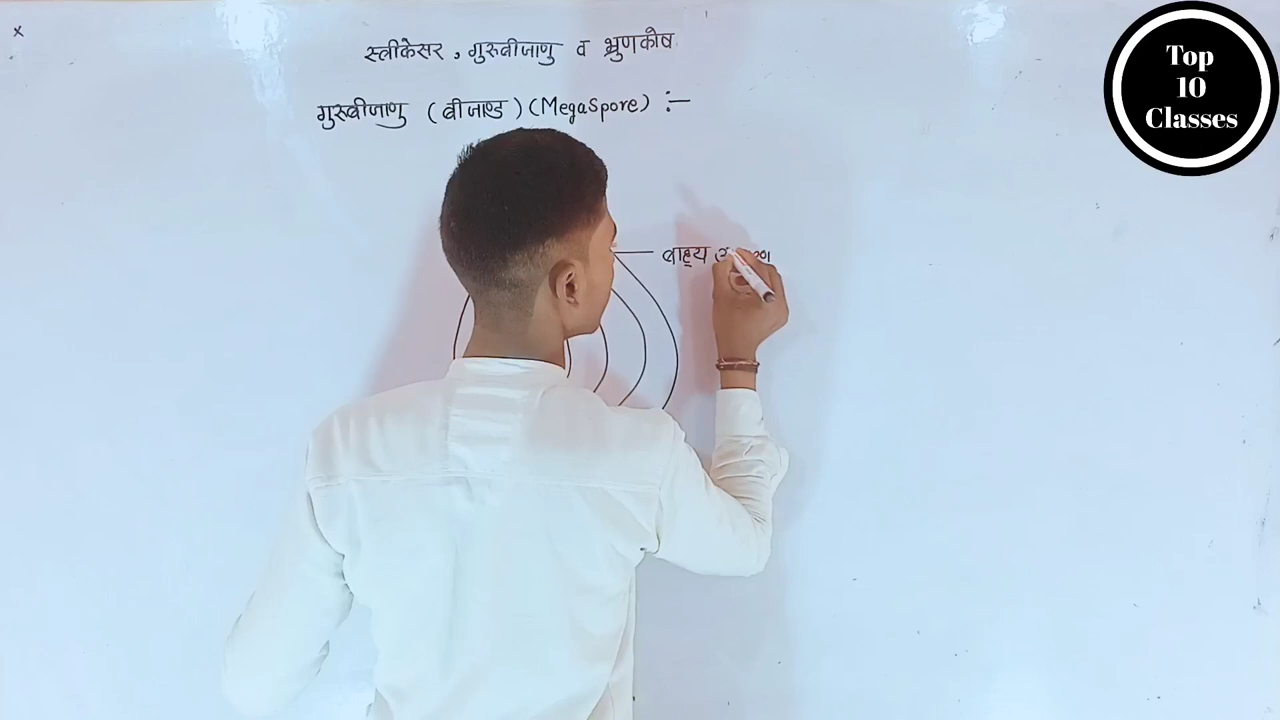 स्त्रीकेसर, गुरुबीजाणु व भ्रुणकोष
गुरुबीजाणु (बीजाण्ड) (MegaSpore) :-
बाह्य
Top
10
Classes